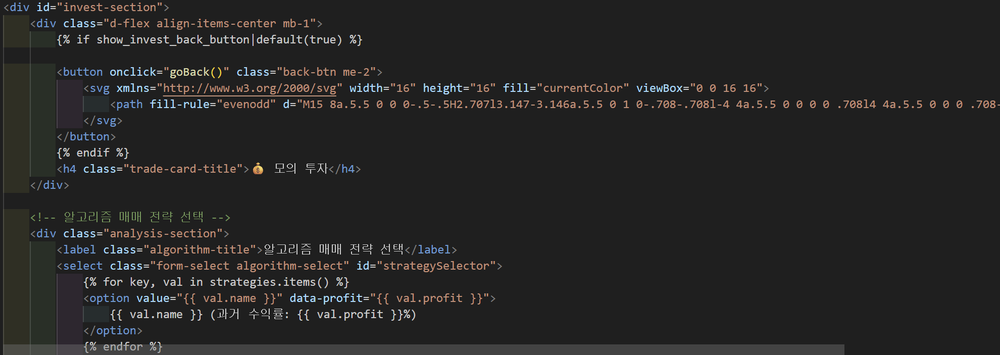 <div id="invest-section">
<div class="d-flex align-items-center mb-1">
{% if show_invest_back_button|default(true) %}
<button onclick="goBack()" class="back-btn me-2">
<svg xmlns="http://www.w3.org/2000/svg" width="16" height="16" fill="currentColor" viewBox="0 0 16 16">
<path fill-rule="evenodd" d="M15 8a.5.5 0 0 0-.5-.5H2.707l3.147-3.146a.5.5 0 1 0-.708-.708l-4 4a.5.5 0 0 0 0 .708l4 4a.5.5 0 0 0 .708-
</svg>
</button>
{% endif %}
<h4 class="trade-card-title">💰 모의 투자</h4>
</div>
<!-- 알고리즘 매매 전략 선택 -->
<div class="analysis-section">
<label class="algorithm-title">알고리즘 매매 전략 선택</label>
<select class="form-select algorithm-select" id="strategySelector">
{% for key, val in strategies.items() %}
<option value="{{ val.name }}" data-profit="{{ val.profit }}">
{{ val.name }} (과거 수익률: {{ val.profit }}%)
</option>
{% endfor %}